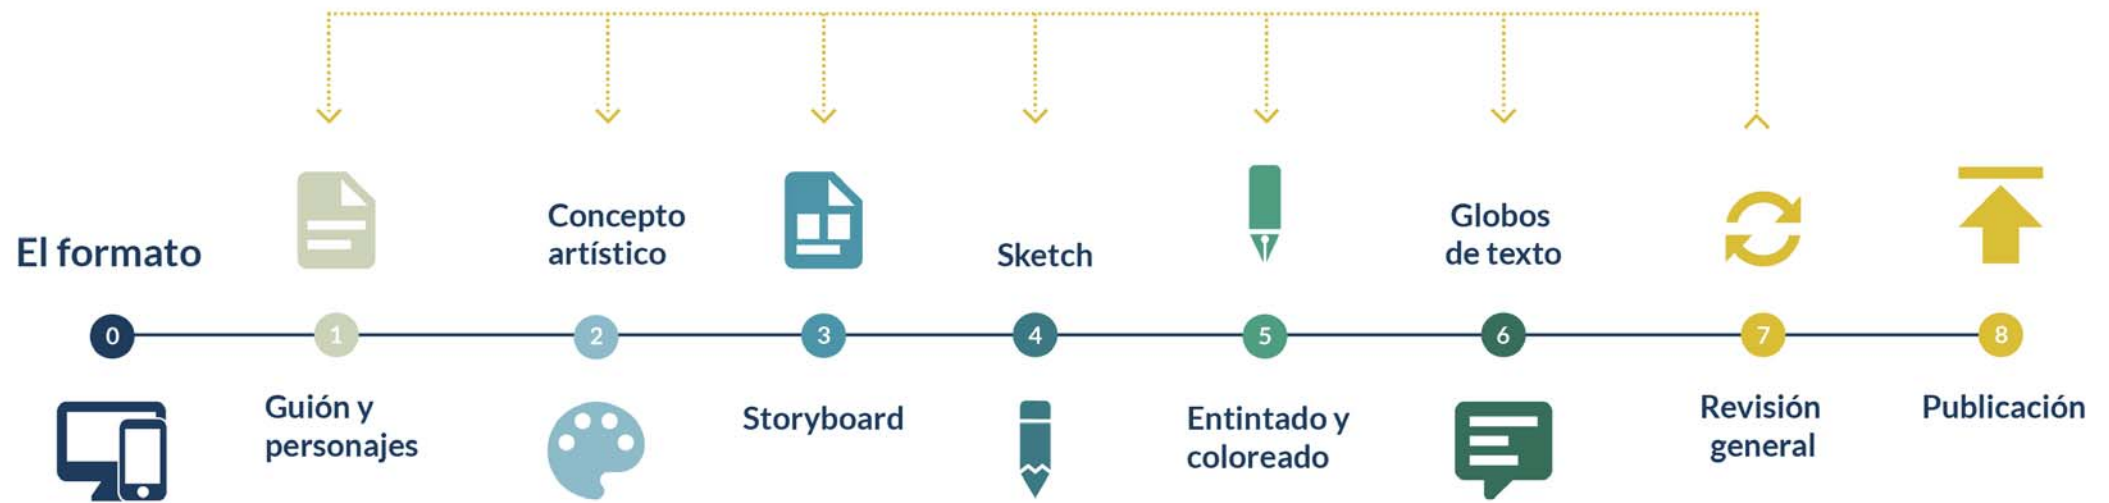 El formato
0
1
Guión y
personajes
Concepto
artístico
2
3
Storyboard
Sketch
4
5
Entintado y
coloreado
Globos
de texto
6
7
Revisión
general
8
Publicación